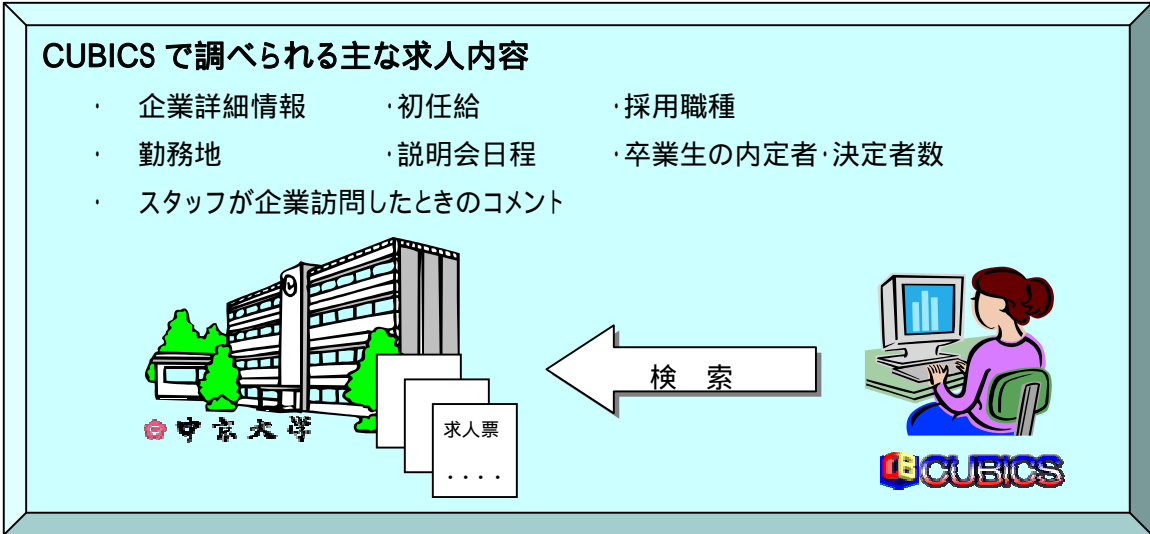 CUBICS で調べられる主な求人内容
· 企業詳細情報 ·初任給 ·採用職種
· 勤務地 ·説明会日程 ·卒業生の内定者·決定者数
· スタッフが企業訪問したときのコメント
検 索
中京大学
求人票
． ． ． ．
CUBICS